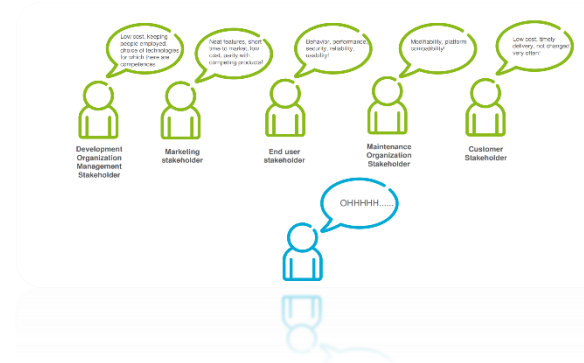 Low cost, keeping
people employed,
choice of technologies
for which there are
competences
Neat features, short
time to market, low
cost, parity with
competing products!
Behavior, performance,
security, reliability,
usability!
Modifiability, platform
compatibility!
Low cost, timely
delivery, not changed
very often!
Development
Organization
Management
Stakeholder
Marketing
stakeholder
End user
stakeholder
Maintenance
Organization
Stakeholder
Customer
Stakeholder
OHHHHH......